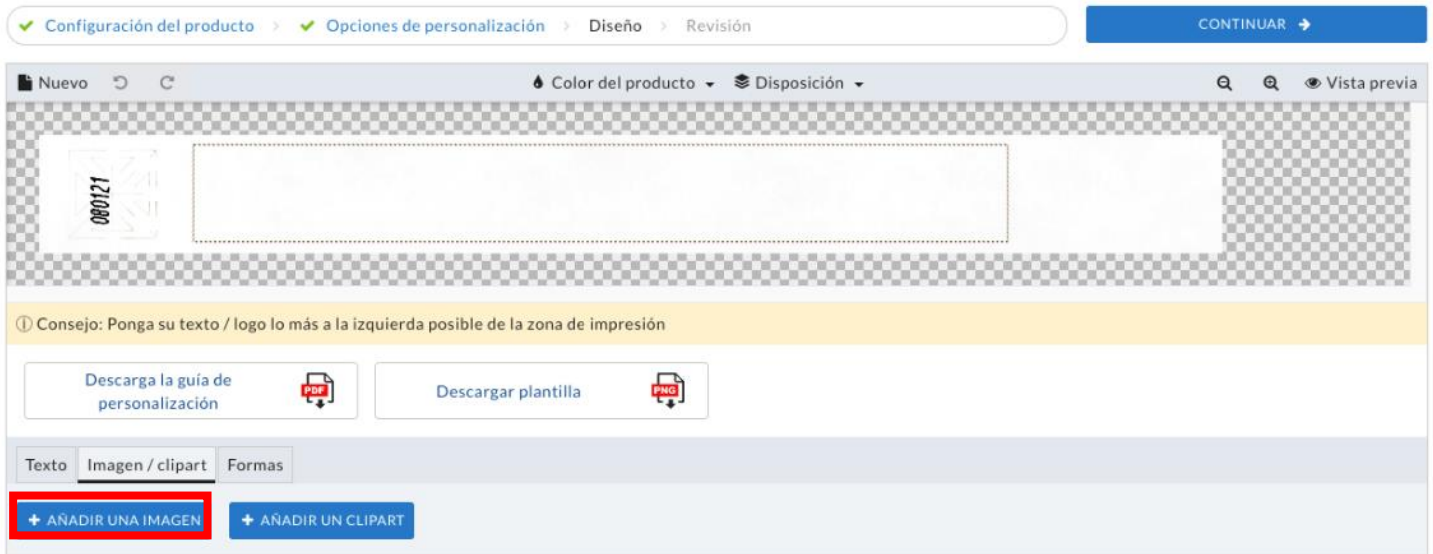 Configuración del producto > Opciones de personalización > Diseño > Revisión CONTINUAR
Nuevo Color del producto Disposición Vista previa
080121
Consejo: Ponga su texto / logo lo más a la izquierda posible de la zona de impresión
Descarga la guía de
personalización
PDF
Descargar plantilla
PNG
Texto Imagen / clipart Formas
+ AÑADIR UNA IMAGEN + AÑADIR UN CLIPART